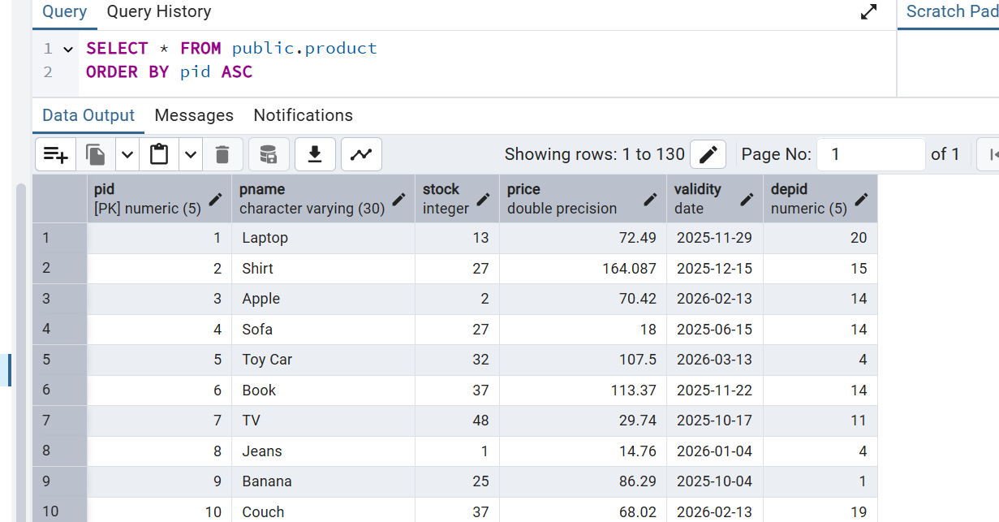 Query Query History Scratch Pad
1 SELECT * FROM public.product
2 ORDER BY pid ASC
Data Output Messages Notifications
Showing rows: 1 to 130 Page No: 1 of 1
pid pname stock price validity depid
[PK] numeric (5) character varying (30) integer double precision date numeric (5)
1 1 Laptop 13 72.49 2025-11-29 20
2 2 Shirt 27 164.087 2025-12-15 15
3 3 Apple 2 70.42 2026-02-13 14
4 4 Sofa 27 18 2025-06-15 14
5 5 Toy Car 32 107.5 2026-03-13 4
6 6 Book 37 113.37 2025-11-22 14
7 7 TV 48 29.74 2025-10-17 11
8 8 Jeans 1 14.76 2026-01-04 4
9 9 Banana 25 86.29 2025-10-04 1
10 10 Couch 37 68.02 2026-02-13 19